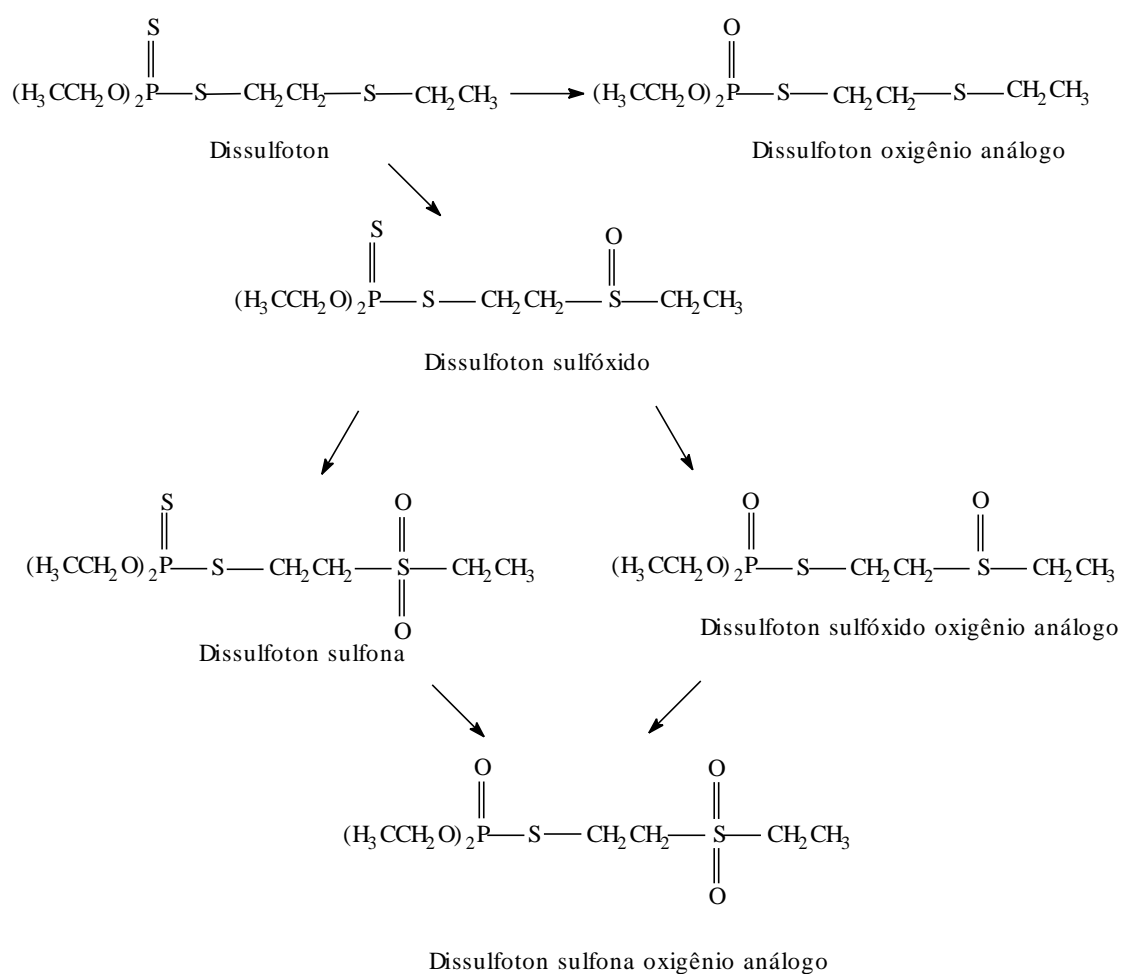 S O
(H3CCH2O)2P—S—CH2CH2—S—CH2CH3 (H3CCH2O)2P—S—CH2CH2—S—CH2CH3
Dissulfoton Dissulfoton oxigênio análogo
S O
(H3CCH2O)2P—S—CH2CH2—S—CH2CH3
Dissulfoton sulfóxido
S O O O
(H3CCH2O)2P—S—CH2CH2—S—CH2CH3 (H3CCH2O)2P—S—CH2CH2—S—CH2CH3
O
Dissulfoton sulfona Dissulfoton sulfóxido oxigênio análogo
O O
(H3CCH2O)2P—S—CH2CH2—S—CH2CH3
O
Dissulfoton sulfona oxigênio análogo